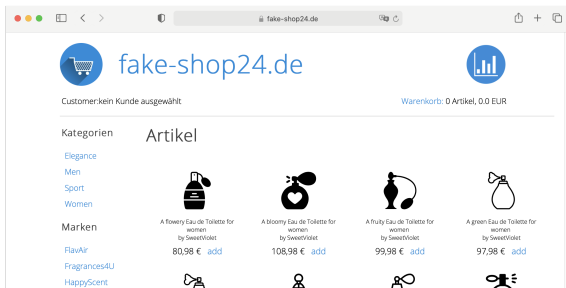 fake-shop24.de
fake-shop24.de
Customer:kein Kunde ausgewählt
Warenkorb: 0 Artikel, 0.0 EUR
Kategorien
Elegance
Men
Sport
Women
Marken
FlavAir
Fragrances4U
HappyScent
Artikel
A flowery Eau de Toilette for
women
by SweetViolet
80,98 € add
A bloomy Eau de Toilette for
women
by SweetViolet
108,98 € add
A fruity Eau de Toilette for
women
by SweetViolet
99,98 € add
A green Eau de Toilette for
women
by SweetViolet
97,98 € add